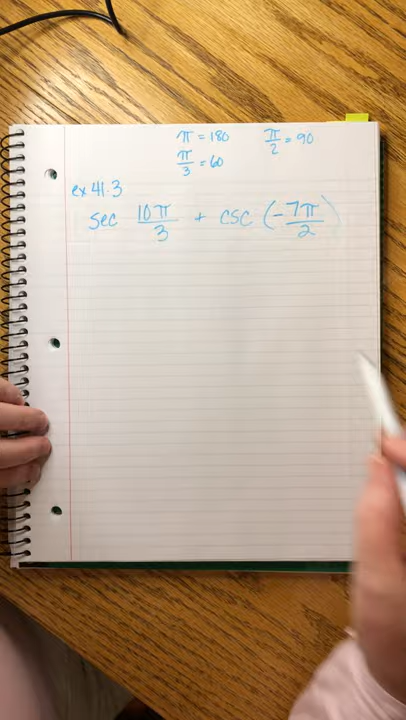 π = 180 π/2 = 90
π/3 = 60
ex 41.3
sec 10π/3 + csc (-7π/2)